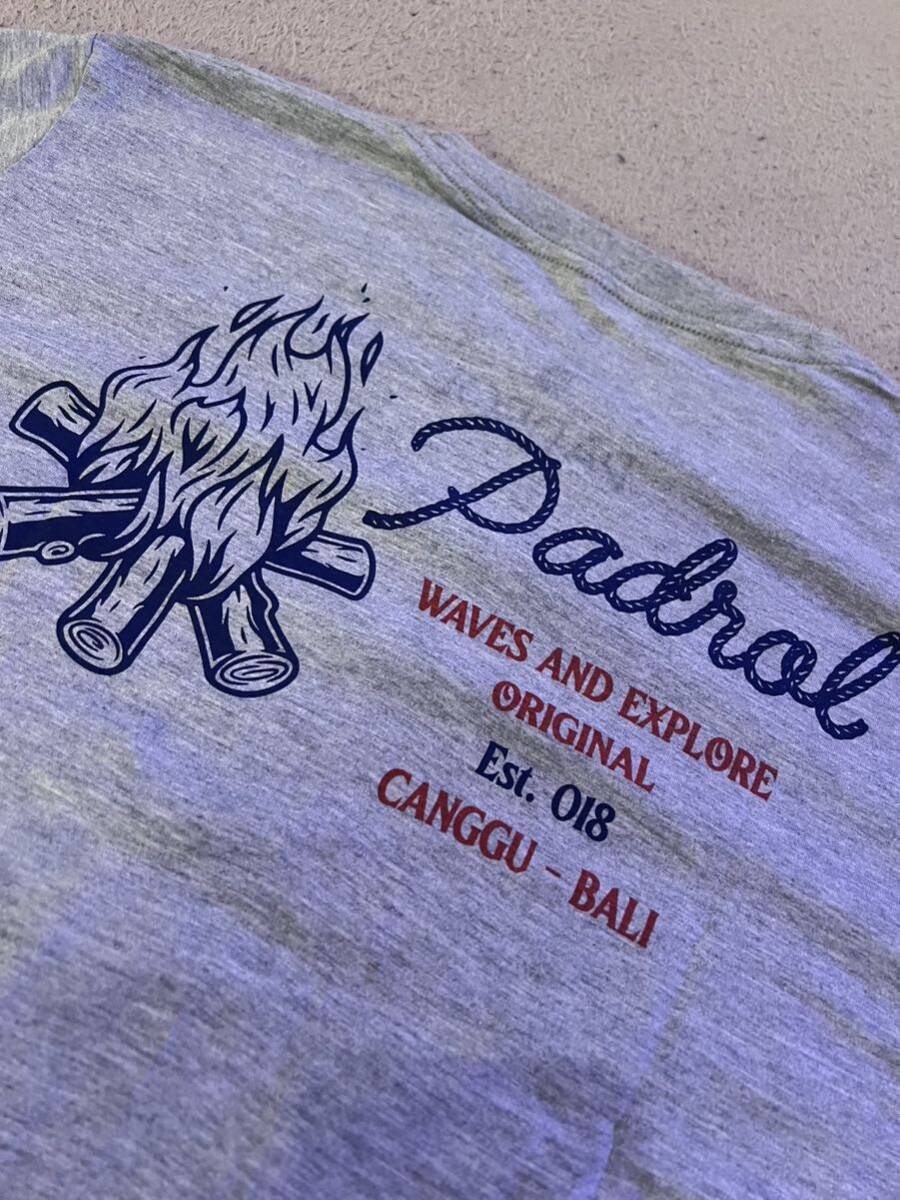 Padrol
WAVES AND EXPLORE
ORIGINAL
Est. 018
CANGGU - BALI